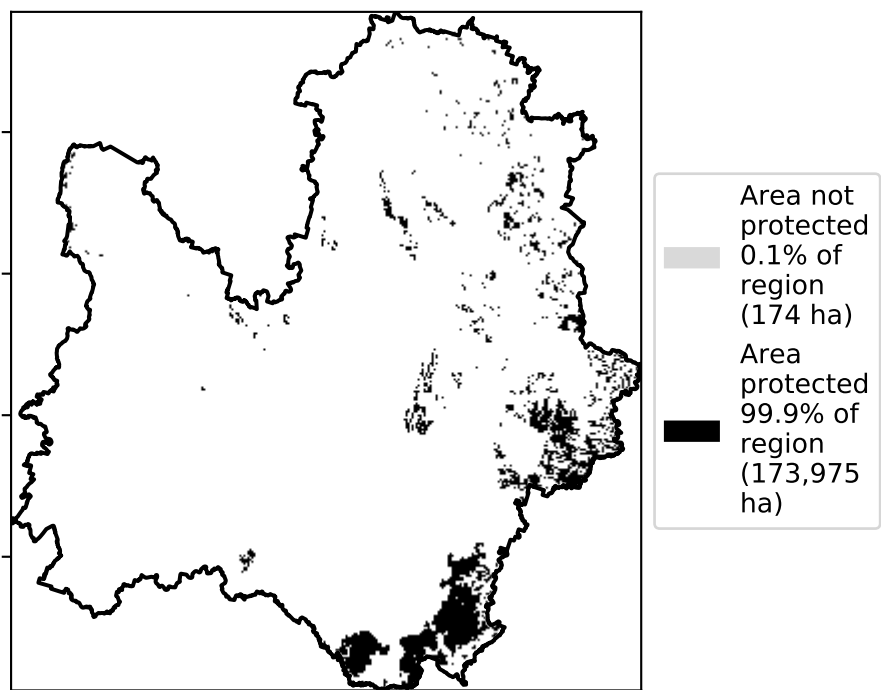 Area not
protected
0.1% of
region
(174 ha)
Area
protected
99.9% of
region
(173,975
ha)